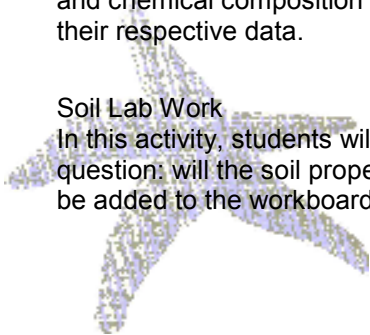 and chemical composition
their respective data.
Soil Lab Work
In this activity, students wil
question: will the soil prope
be added to the workboard